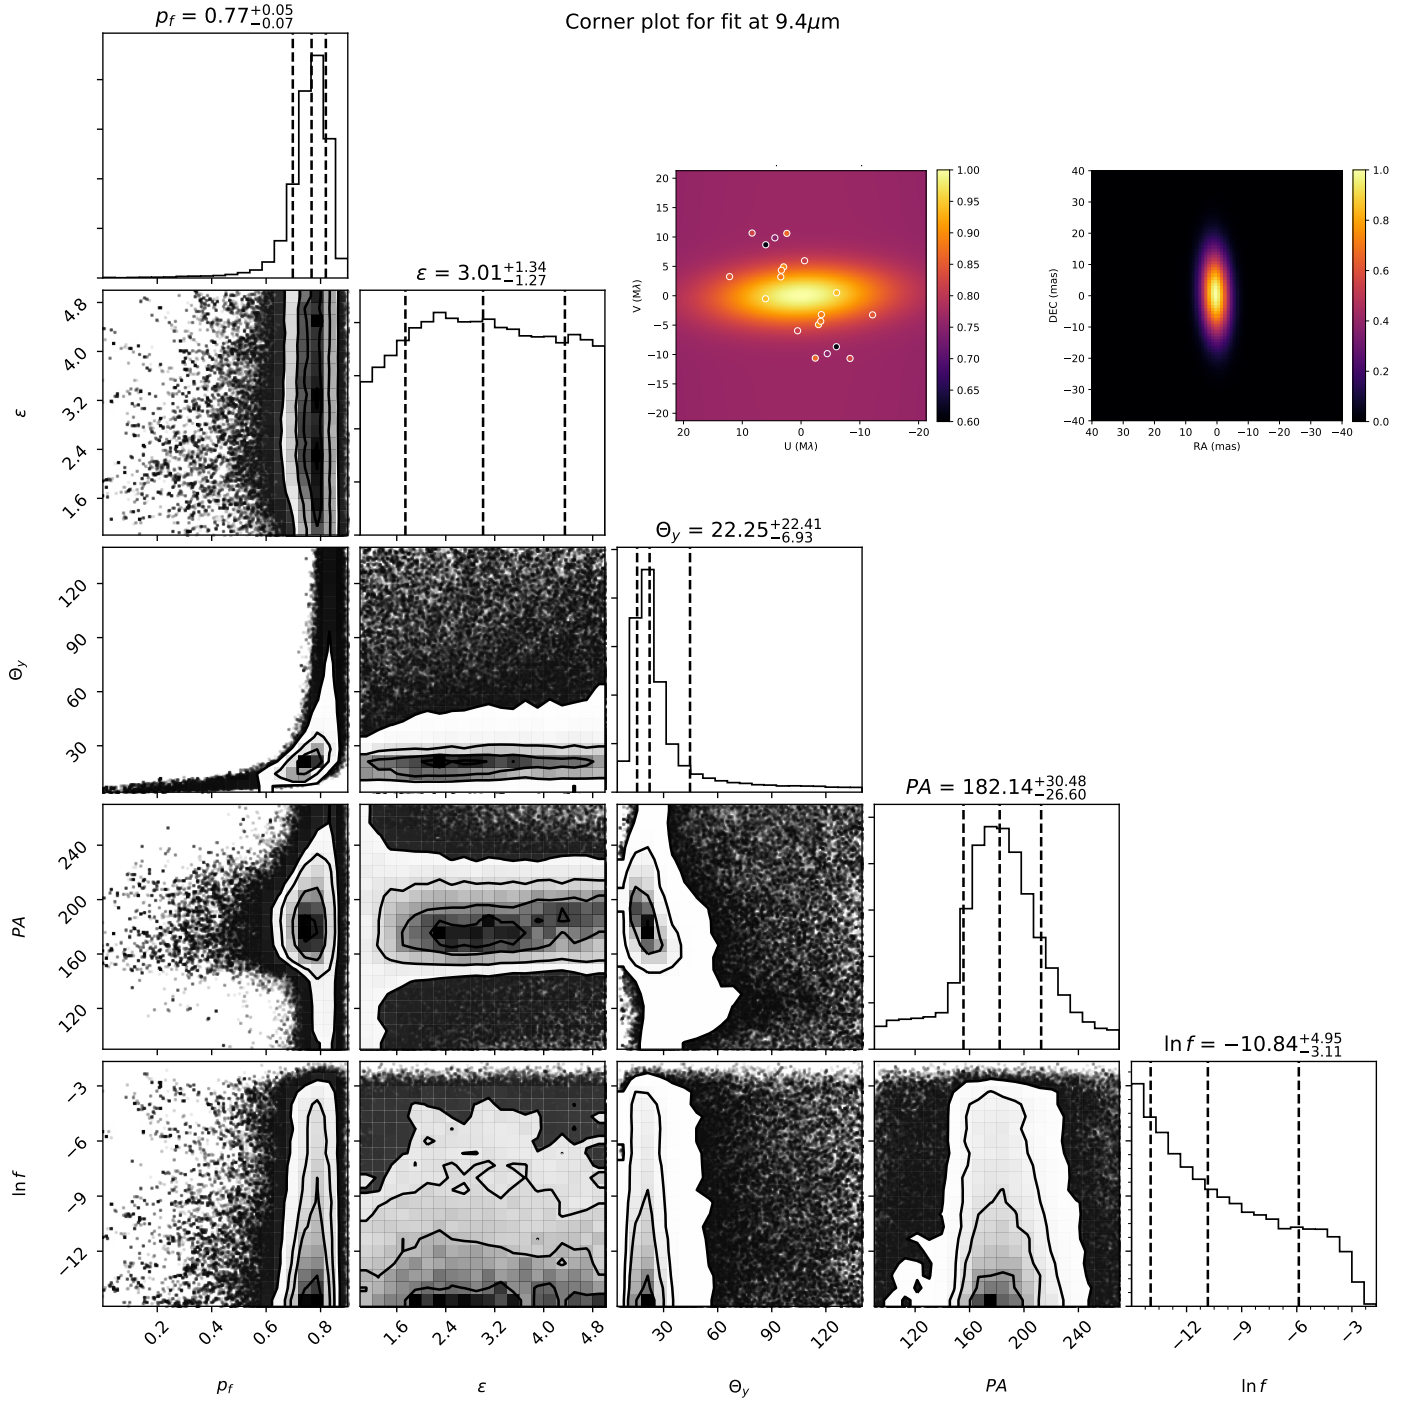 Corner plot for fit at 9.4μm
p_f = 0.77^{+0.05}_{−0.07}
ε = 3.01^{+1.34}_{−1.27}
Θ_y = 22.25^{+22.41}_{−6.93}
PA = 182.14^{+30.48}_{−26.60}
ln f = −10.84^{+4.95}_{−3.11}
20
15
10
5
0
−5
−10
−15
−20
V (Mλ)
20 10 0 −10 −20
U (Mλ)
1.00
0.95
0.90
0.85
0.80
0.75
0.70
0.65
0.60
40
30
20
10
0
−10
−20
−30
−40
DEC (mas)
40 30 20 10 0 −10 −20 −30 −40
RA (mas)
1.0
0.8
0.6
0.4
0.2
0.0
4.8
4.0
3.2
2.4
1.6
ε
120
90
60
30
Θ_y
240
200
160
120
PA
−3
−6
−9
−12
ln f
0.2 0.4 0.6 0.8
p_f
1.6 2.4 3.2 4.0 4.8
ε
30 60 90 120
Θ_y
120 160 200 240
PA
−12 −9 −6 −3
ln f